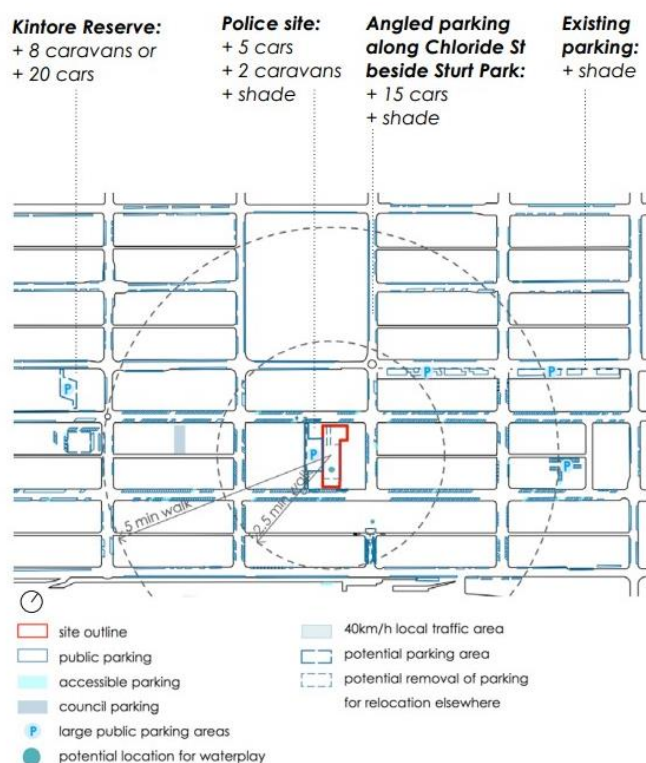 Kintore Reserve:
+ 8 caravans or
+ 20 cars
Police site:
+ 5 cars
+ 2 caravans
+ shade
Angled parking
along Chloride St
beside Sturt Park:
+ 15 cars
+ shade
Existing
parking:
+ shade
P
P
P
P
P
5 min walk
2.5 min walk
site outline
public parking
accessible parking
council parking
P large public parking areas
potential location for waterplay
40km/h local traffic area
potential parking area
potential removal of parking
for relocation elsewhere